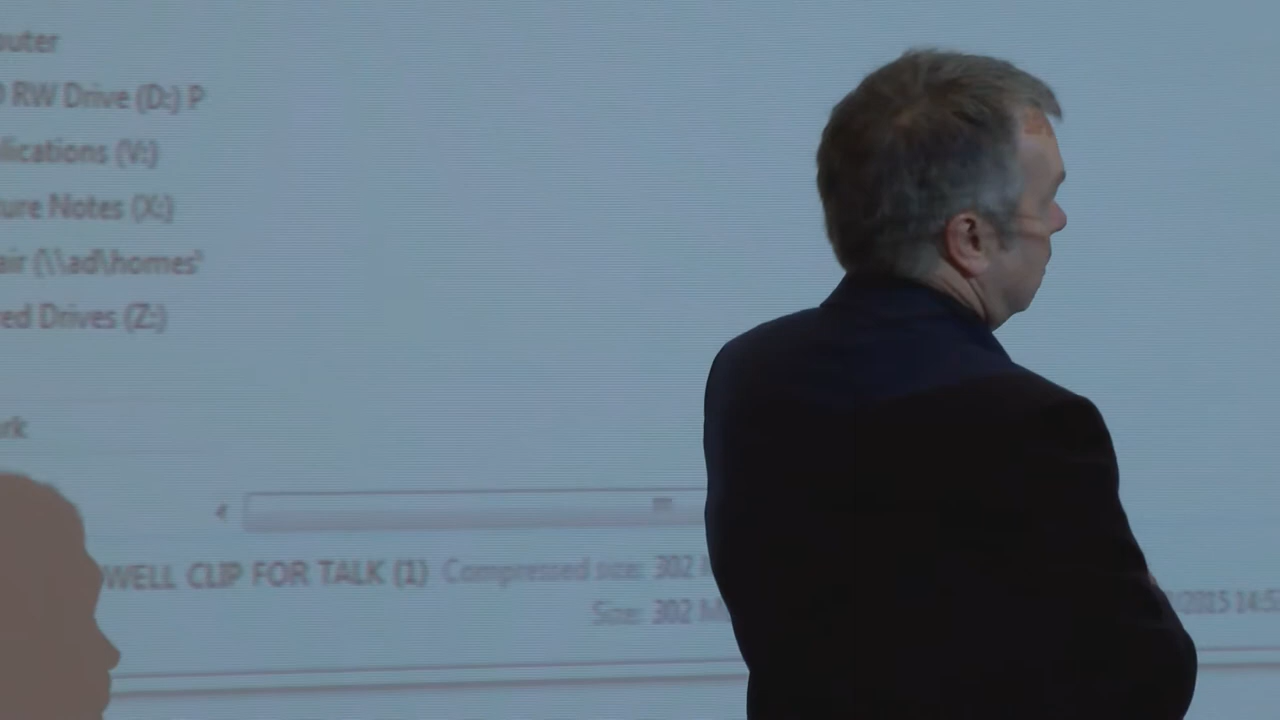 outer
RW Drive (D:) P
lications (V:)
ure Notes (X:)
air (\\ad\homes'
ed Drives (Z:)
rk
WELL CLIP FOR TALK (1) Compressed size: 302
Size: 302 M
/2015 14:5